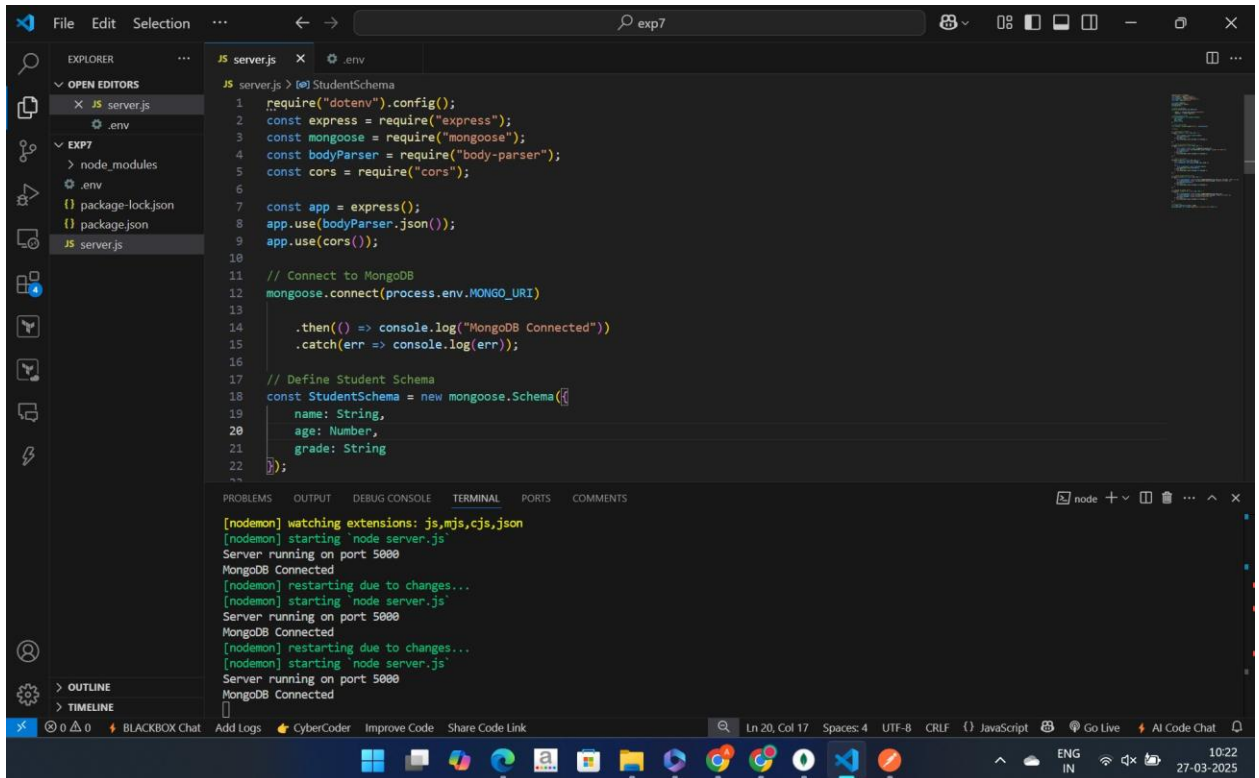 File Edit Selection ... exp7
EXPLORER ...
OPEN EDITORS
JS server.js
.env
EXP7
node_modules
.env
{} package-lock.json
{} package.json
JS server.js
OUTLINE
TIMELINE
JS server.js .env
JS server.js > StudentSchema
1 require("dotenv").config();
2 const express = require("express");
3 const mongoose = require("mongoose");
4 const bodyParser = require("body-parser");
5 const cors = require("cors");
6
7 const app = express();
8 app.use(bodyParser.json());
9 app.use(cors());
10
11 // Connect to MongoDB
12 mongoose.connect(process.env.MONGO_URI)
13
14 .then(() => console.log("MongoDB Connected"))
15 .catch(err => console.log(err));
16
17 // Define Student Schema
18 const StudentSchema = new mongoose.Schema({
19 name: String,
20 age: Number,
21 grade: String
22 });
PROBLEMS OUTPUT DEBUG CONSOLE TERMINAL PORTS COMMENTS node
[nodemon] watching extensions: js,mjs,cjs,json
[nodemon] starting `node server.js`
Server running on port 5000
MongoDB Connected
[nodemon] restarting due to changes...
[nodemon] starting `node server.js`
Server running on port 5000
MongoDB Connected
[nodemon] restarting due to changes...
[nodemon] starting `node server.js`
Server running on port 5000
MongoDB Connected
0 0 BLACKBOX Chat Add Logs CyberCoder Improve Code Share Code Link Ln 20, Col 17 Spaces: 4 UTF-8 CRLF {} JavaScript Go Live AI Code Chat
ENG 10:22
IN 27-03-2025